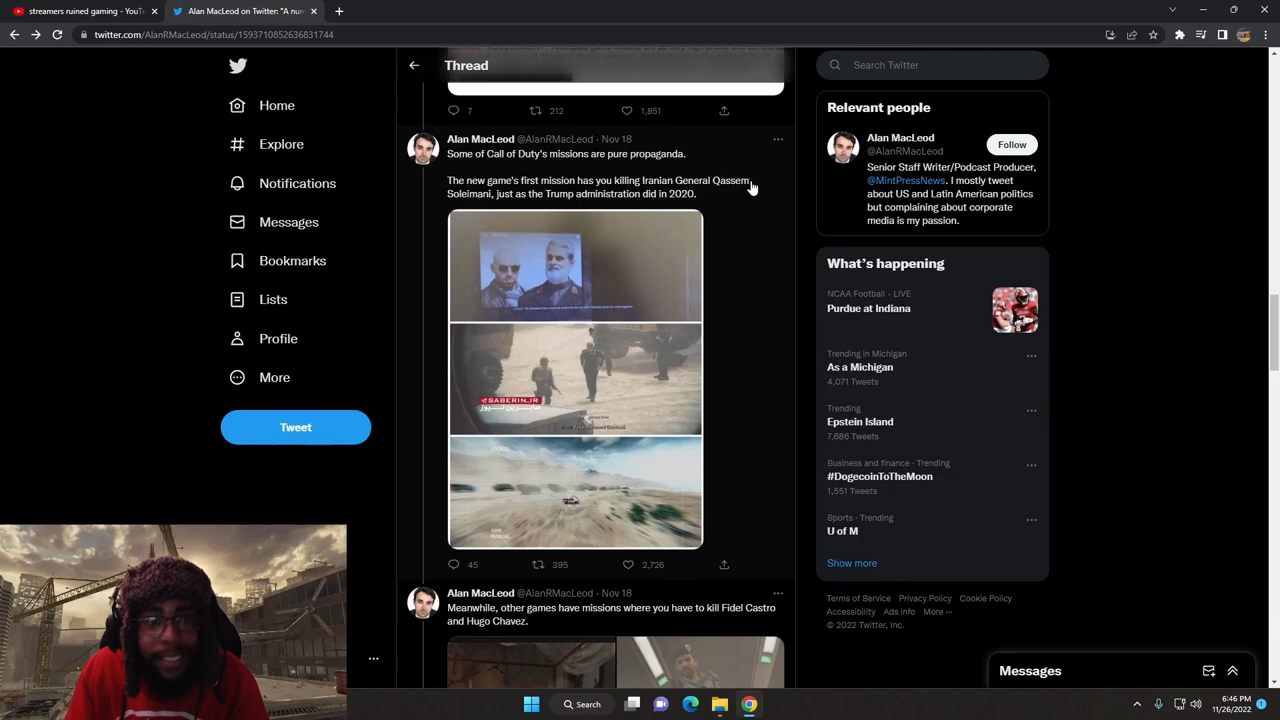 streamers ruined gaming - YouT
Alan MacLeod on Twitter: "A nu
twitter.com/AlanRMacLeod/status/1593710852636831744
Home
Explore
Notifications
Messages
Bookmarks
Lists
Profile
More
Tweet
Thread
7 212 1,851
Alan MacLeod @AlanRMacLeod · Nov 18
Some of Call of Duty's missions are pure propaganda.
The new game's first mission has you killing Iranian General Qassem
Soleimani, just as the Trump administration did in 2020.
@SABERIN_IR
صابرین نیوز
45 395 2,726
Alan MacLeod @AlanRMacLeod · Nov 18
Meanwhile, other games have missions where you have to kill Fidel Castro
and Hugo Chavez.
Search Twitter
Relevant people
Alan MacLeod
@AlanRMacLeod
Follow
Senior Staff Writer/Podcast Producer,
@MintPressNews. I mostly tweet
about US and Latin American politics
but complaining about corporate
media is my passion.
What's happening
NCAA Football · LIVE
Purdue at Indiana
Trending in Michigan
As a Michigan
4,071 Tweets
Trending
Epstein Island
7,686 Tweets
Business and finance · Trending
#DogecoinToTheMoon
1,551 Tweets
Sports · Trending
U of M
Show more
Terms of Service Privacy Policy Cookie Policy
Accessibility Ads info More ···
© 2022 Twitter, Inc.
Messages
Search
6:46 PM
11/26/2022